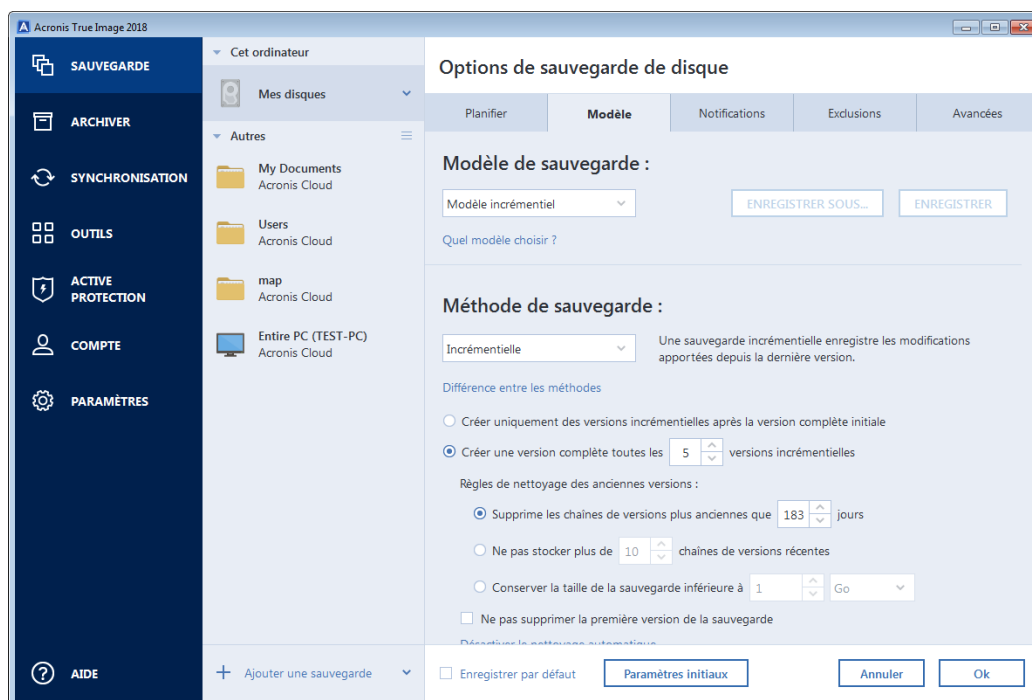 Acronis True Image 2018
SAUVEGARDE
ARCHIVER
SYNCHRONISATION
OUTILS
ACTIVE
PROTECTION
COMPTE
PARAMÈTRES
AIDE
Cet ordinateur
Mes disques
Autres
My Documents
Acronis Cloud
Users
Acronis Cloud
map
Acronis Cloud
Entire PC (TEST-PC)
Acronis Cloud
Ajouter une sauvegarde
Options de sauvegarde de disque
Planifier
Modèle
Notifications
Exclusions
Avancées
Modèle de sauvegarde :
Modèle incrémentiel
ENREGISTRER SOUS...
ENREGISTRER
Quel modèle choisir ?
Méthode de sauvegarde :
Incrémentielle
Une sauvegarde incrémentielle enregistre les modifications
apportées depuis la dernière version.
Différence entre les méthodes
Créer uniquement des versions incrémentielles après la version complète initiale
Créer une version complète toutes les 5 versions incrémentielles
Règles de nettoyage des anciennes versions :
Supprime les chaînes de versions plus anciennes que 183 jours
Ne pas stocker plus de 10 chaînes de versions récentes
Conserver la taille de la sauvegarde inférieure à 1 Go
Ne pas supprimer la première version de la sauvegarde
Désactiver le nettoyage automatique
Enregistrer par défaut
Paramètres initiaux
Annuler
Ok